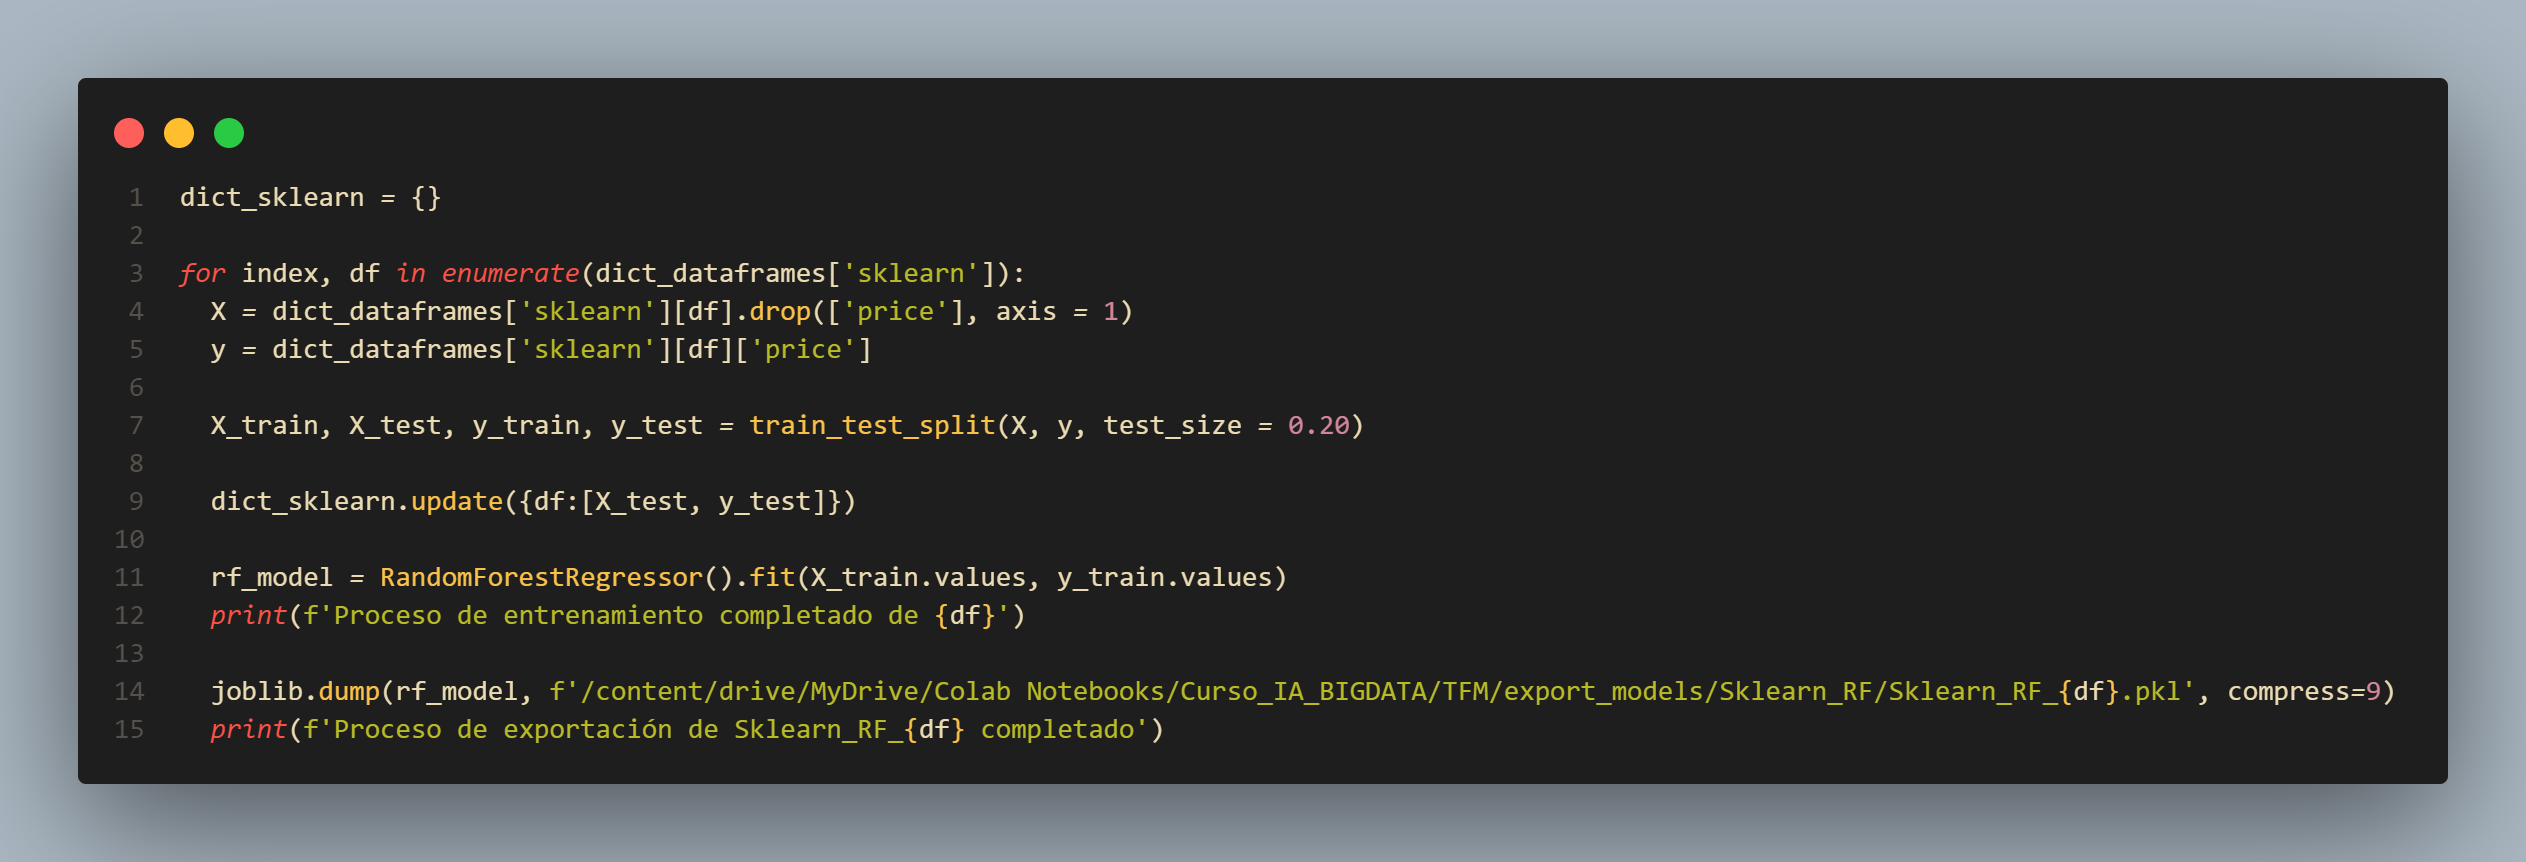 1 dict_sklearn = {}
2
3 for index, df in enumerate(dict_dataframes['sklearn']):
4   X = dict_dataframes['sklearn'][df].drop(['price'], axis = 1)
5   y = dict_dataframes['sklearn'][df]['price']
6
7   X_train, X_test, y_train, y_test = train_test_split(X, y, test_size = 0.20)
8
9   dict_sklearn.update({df:[X_test, y_test]})
10
11   rf_model = RandomForestRegressor().fit(X_train.values, y_train.values)
12   print(f'Proceso de entrenamiento completado de {df}')
13
14   joblib.dump(rf_model, f'/content/drive/MyDrive/Colab Notebooks/Curso_IA_BIGDATA/TFM/export_models/Sklearn_RF/Sklearn_RF_{df}.pkl', compress=9)
15   print(f'Proceso de exportación de Sklearn_RF_{df} completado')